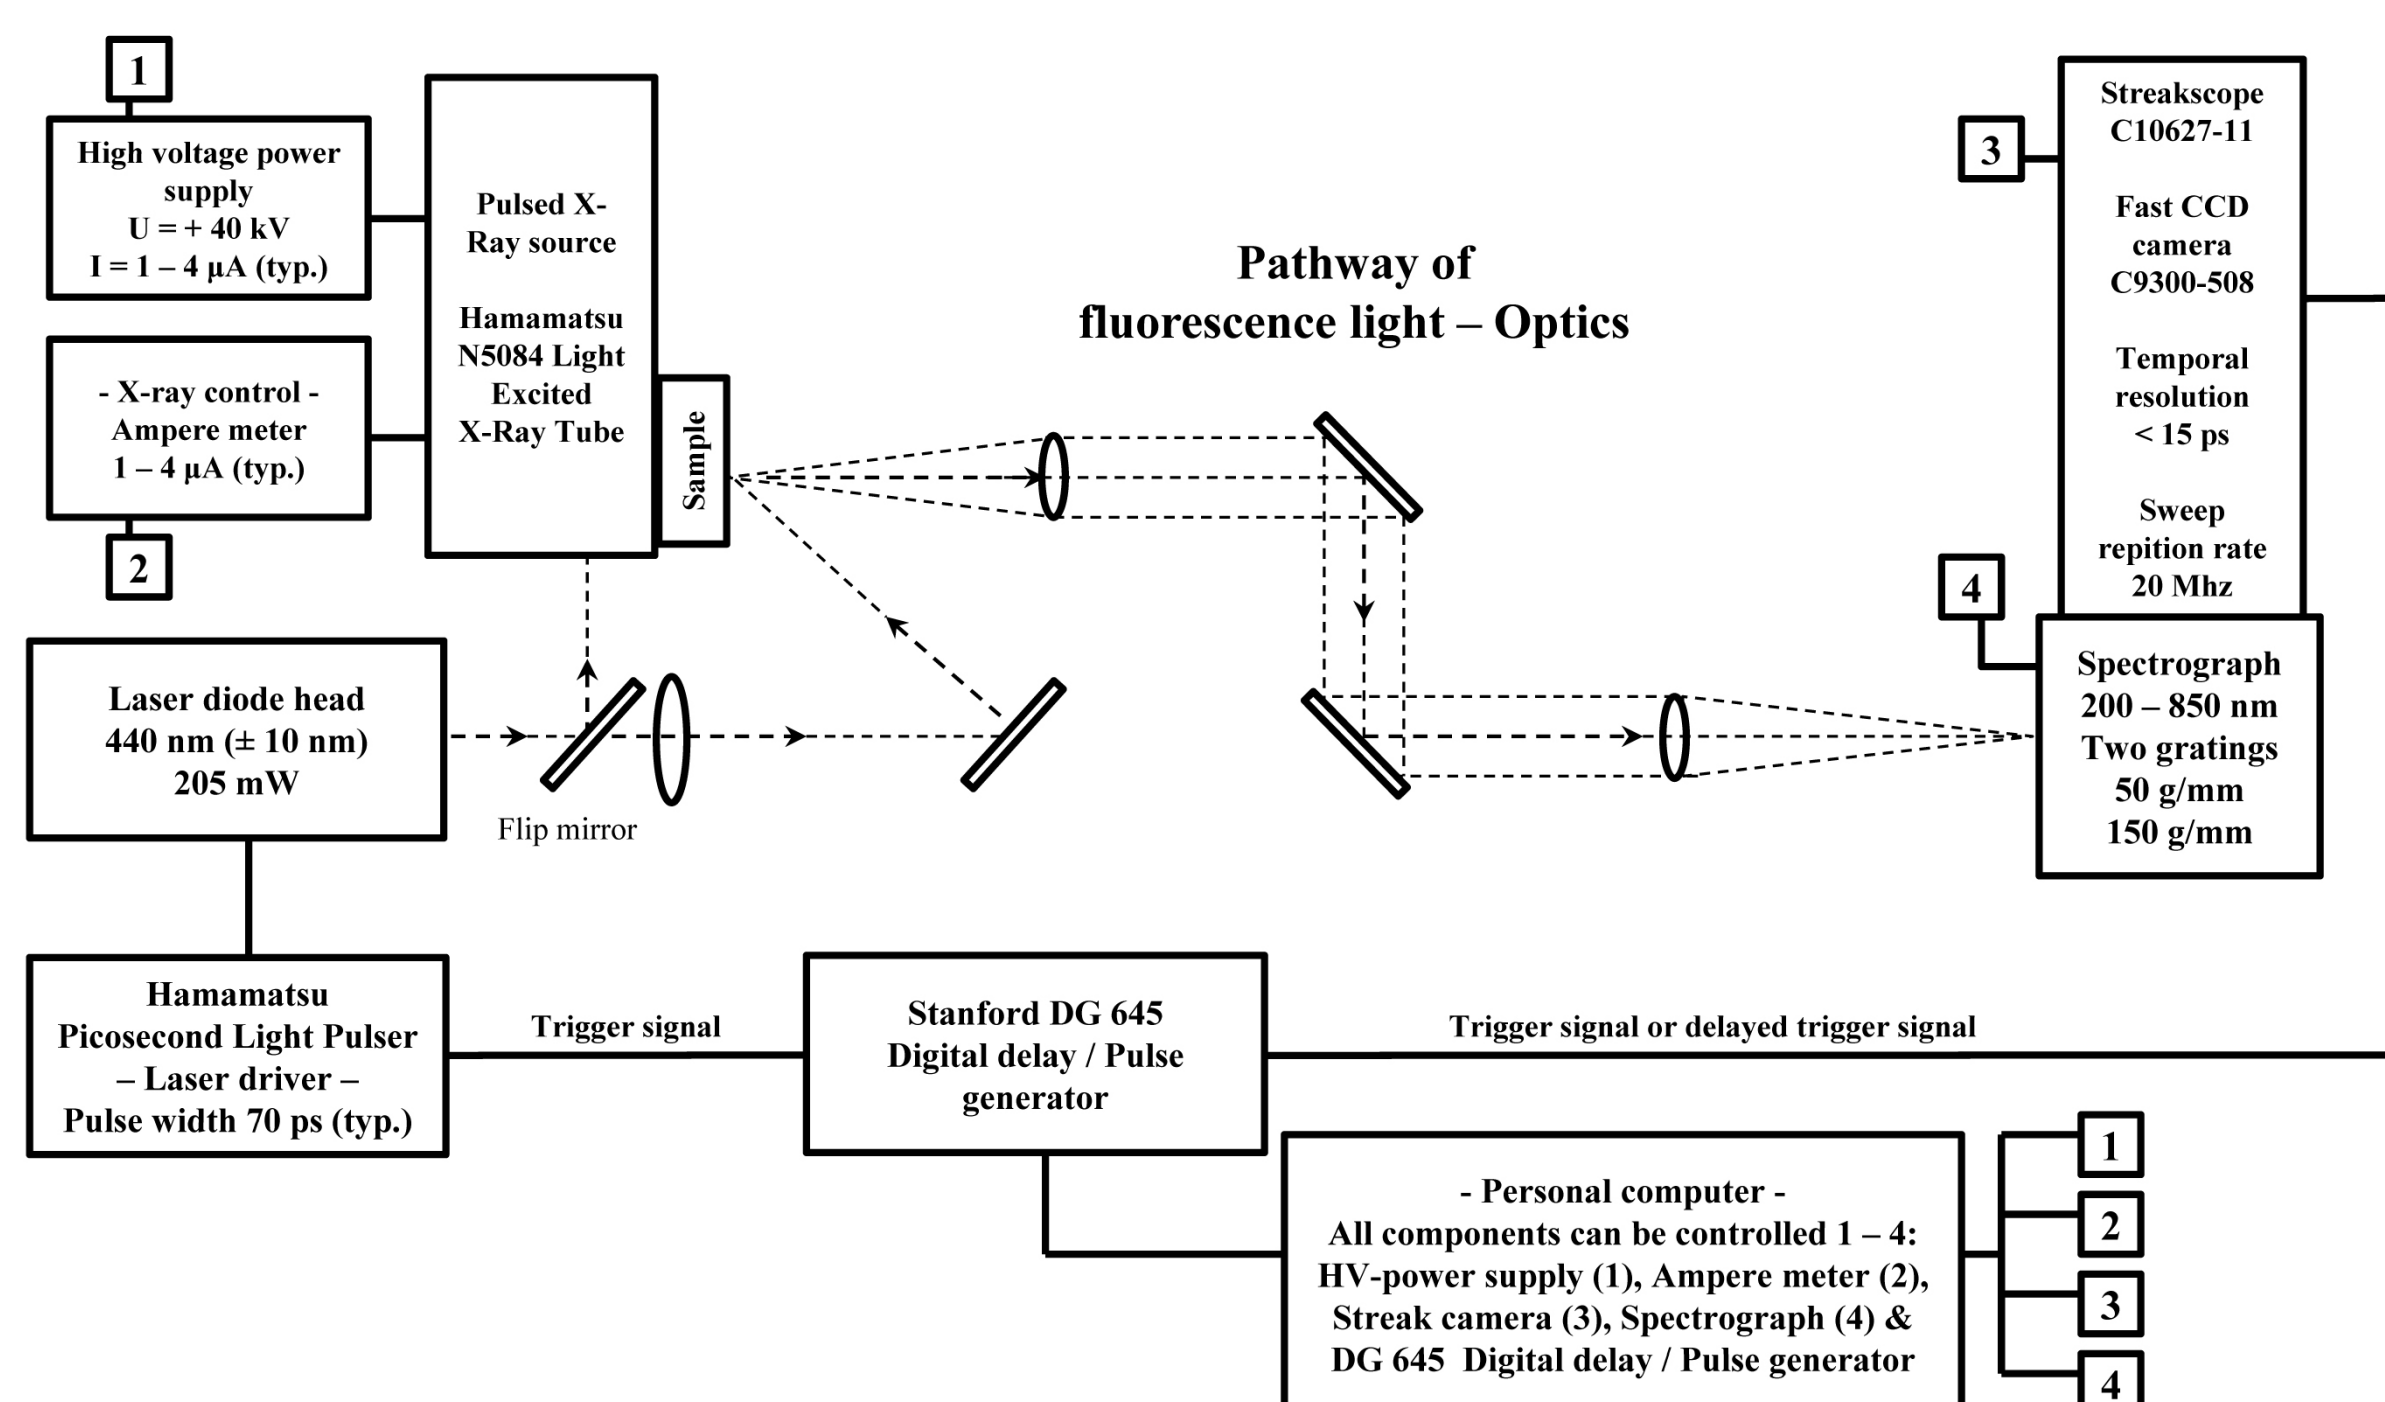 1
High voltage power
supply
U = + 40 kV
I = 1 – 4 µA (typ.)
- X-ray control -
Ampere meter
1 – 4 µA (typ.)
2
Pulsed X-
Ray source
Hamamatsu
N5084 Light
Excited
X-Ray Tube
Sample
Pathway of
fluorescence light – Optics
3
Streakscope
C10627-11
Fast CCD
camera
C9300-508
Temporal
resolution
< 15 ps
Sweep
repition rate
20 Mhz
4
Spectrograph
200 – 850 nm
Two gratings
50 g/mm
150 g/mm
Laser diode head
440 nm (± 10 nm)
205 mW
Flip mirror
Hamamatsu
Picosecond Light Pulser
– Laser driver –
Pulse width 70 ps (typ.)
Trigger signal
Stanford DG 645
Digital delay / Pulse
generator
Trigger signal or delayed trigger signal
- Personal computer -
All components can be controlled 1 – 4:
HV-power supply (1), Ampere meter (2),
Streak camera (3), Spectrograph (4) &
DG 645 Digital delay / Pulse generator
1
2
3
4